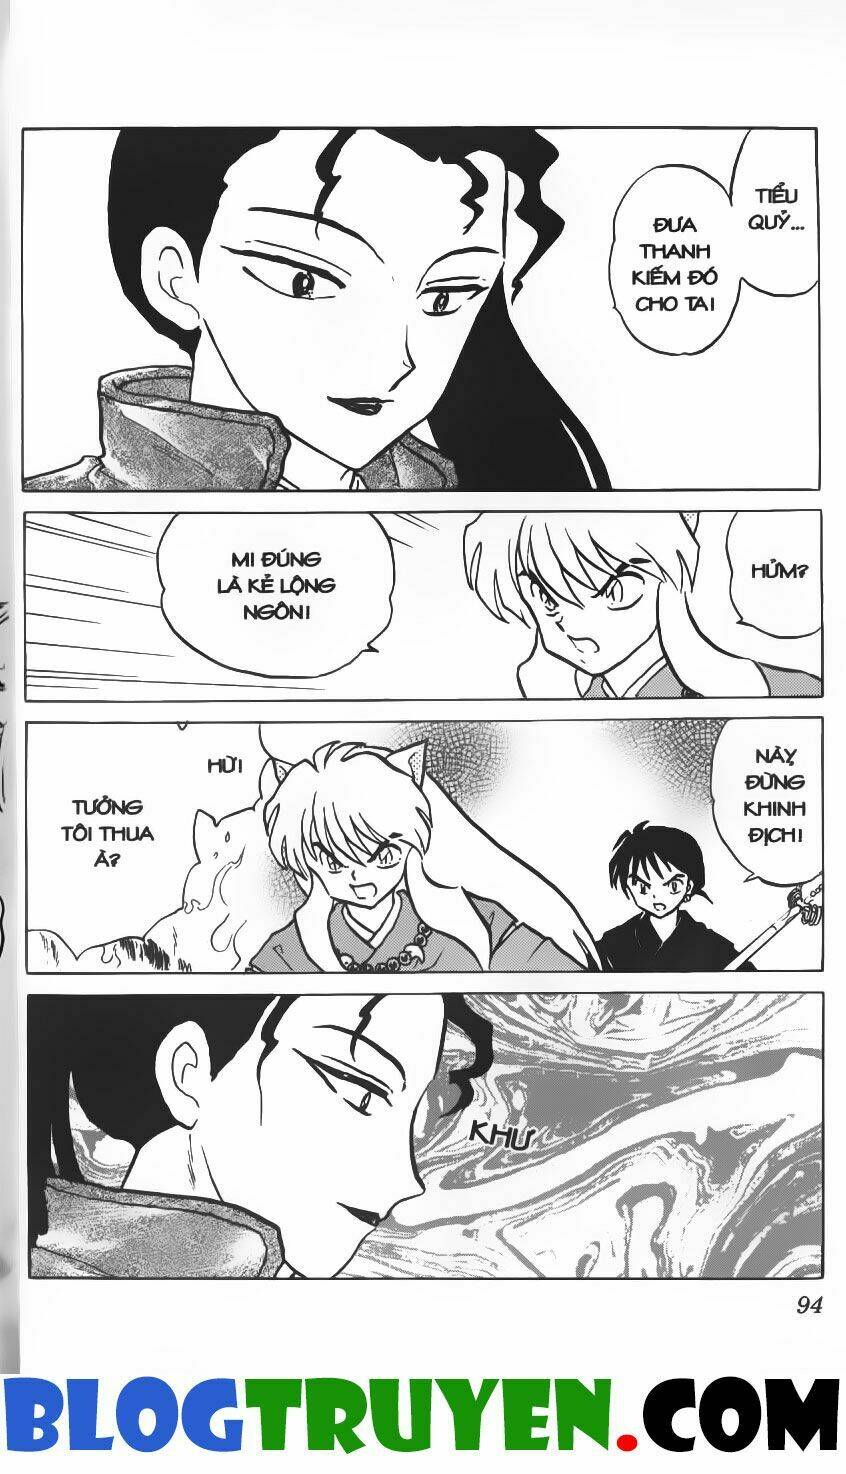 TIỂU
QUỶ...
ĐƯA
THANH
KIẾM ĐÓ
CHO TA!
HỬM?
MI ĐÚNG
LÀ KẺ LỘNG
NGÔN!
NÀY,
ĐỪNG
KHINH
ĐỊCH!
HỪ!
TƯỞNG
TÔI THUA
À?
KHƯ
94
BLOGTRUYEN.COM